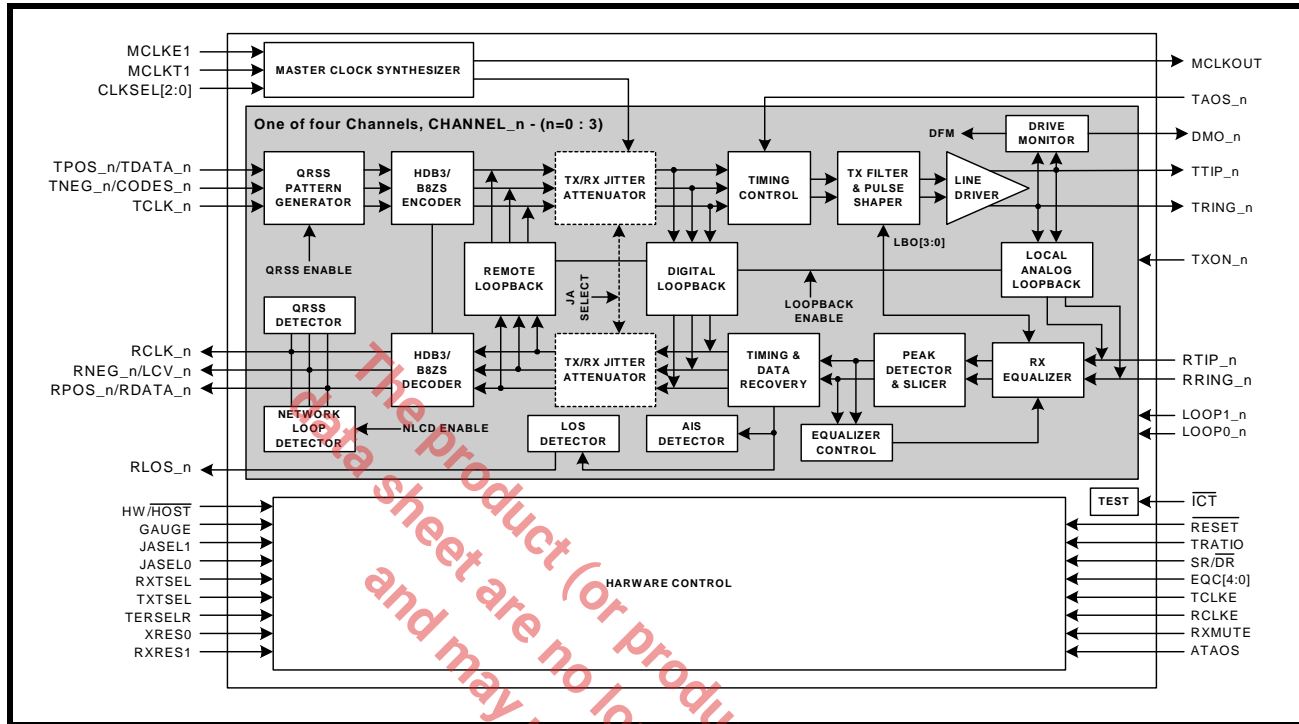 MCLKE1
MCLKT1
CLKSEL[2:0]
MASTER CLOCK SYNTHESIZER
MCLKOUT
TAOS_n
One of four Channels, CHANNEL_n - (n=0 : 3)
DFM
DRIVE
MONITOR
DMO_n
TPOS_n/TDATA_n
TNEG_n/CODES_n
TCLK_n
QRSS
PATTERN
GENERATOR
HDB3/
B8ZS
ENCODER
TX/RX JITTER
ATTENUATOR
TIMING
CONTROL
TX FILTER
& PULSE
SHAPER
LINE
DRIVER
TTIP_n
TRING_n
QRSS ENABLE
REMOTE
LOOPBACK
JA
SELECT
DIGITAL
LOOPBACK
LOOPBACK
ENABLE
LBO[3:0]
LOCAL
ANALOG
LOOPBACK
TXON_n
QRSS
DETECTOR
RCLK_n
RNEG_n/LCV_n
RPOS_n/RDATA_n
HDB3/
B8ZS
DECODER
TX/RX JITTER
ATTENUATOR
TIMING &
DATA
RECOVERY
PEAK
DETECTOR
& SLICER
RX
EQUALIZER
RTIP_n
RRING_n
NETWORK
LOOP
DETECTOR
NLCD ENABLE
LOS
DETECTOR
AIS
DETECTOR
EQUALIZER
CONTROL
LOOP1_n
LOOP0_n
RLOS_n
TEST
ICT
HW/HOST
GAUGE
JASEL1
JASEL0
RXTSEL
TXTSEL
TERSELR
XRES0
RXRES1
HARWARE CONTROL
RESET
TRATIO
SR/DR
EQC[4:0]
TCLKE
RCLKE
RXMUTE
ATAOS
The product (or produ
data sheet are no lo
and may